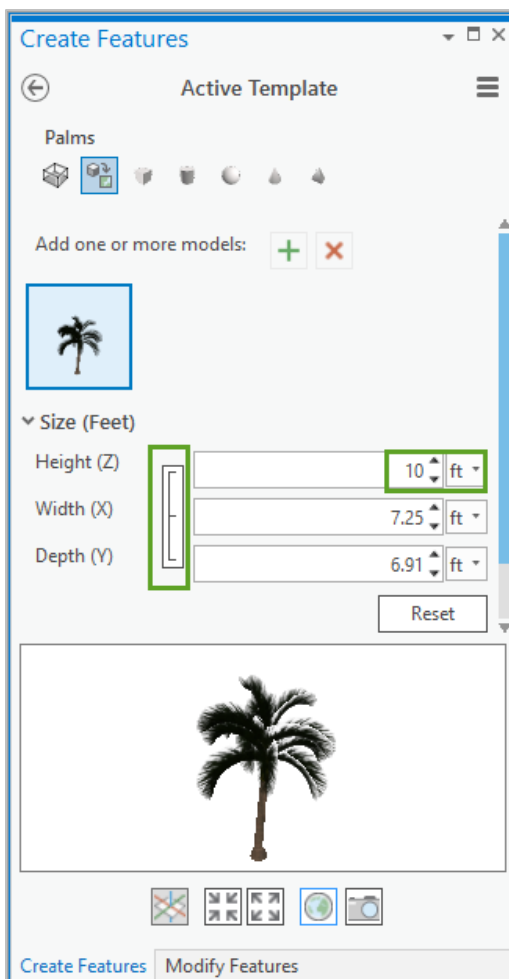 Create Features
Active Template
Palms
Add one or more models:
Size (Feet)
Height (Z) 10 ft
Width (X) 7.25 ft
Depth (Y) 6.91 ft
Reset
Create Features Modify Features